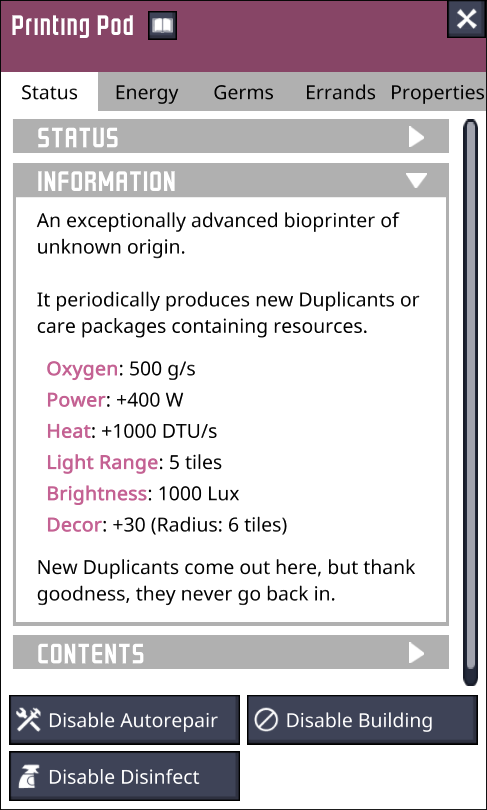 Printing Pod
Status Energy Germs Errands Properties
STATUS
INFORMATION
An exceptionally advanced bioprinter of
unknown origin.
It periodically produces new Duplicants or
care packages containing resources.
Oxygen: 500 g/s
Power: +400 W
Heat: +1000 DTU/s
Light Range: 5 tiles
Brightness: 1000 Lux
Decor: +30 (Radius: 6 tiles)
New Duplicants come out here, but thank
goodness, they never go back in.
CONTENTS
Disable Autorepair Disable Building
Disable Disinfect